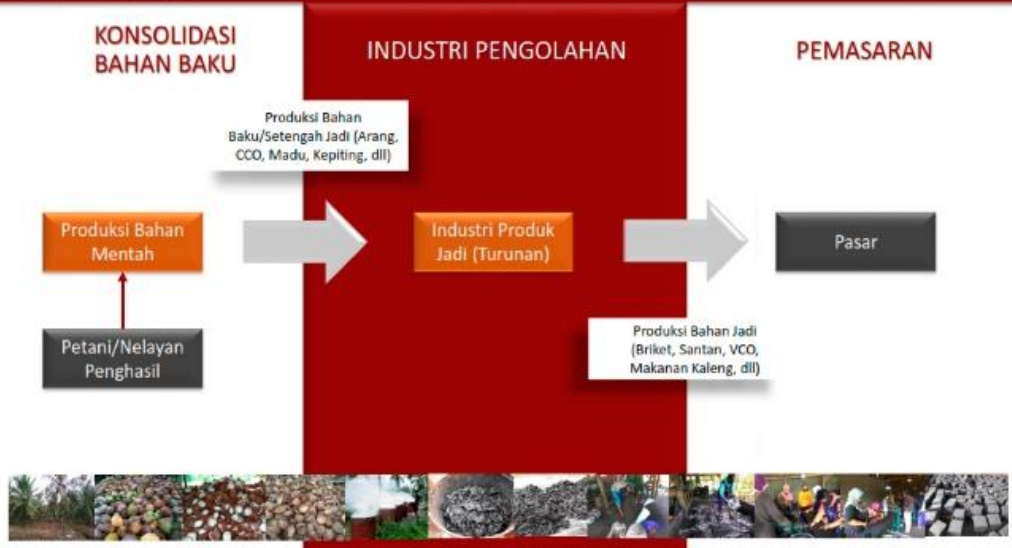 KONSOLIDASI
BAHAN BAKU
INDUSTRI PENGOLAHAN
PEMASARAN
Produksi Bahan
Baku/Setengah Jadi (Arang,
CCO, Madu, Kepiting, dll)
Produksi Bahan
Mentah
Industri Produk
Jadi (Turunan)
Pasar
Petani/Nelayan
Penghasil
Produksi Bahan Jadi
(Briket, Santan, VCO,
Makanan Kaleng, dll)